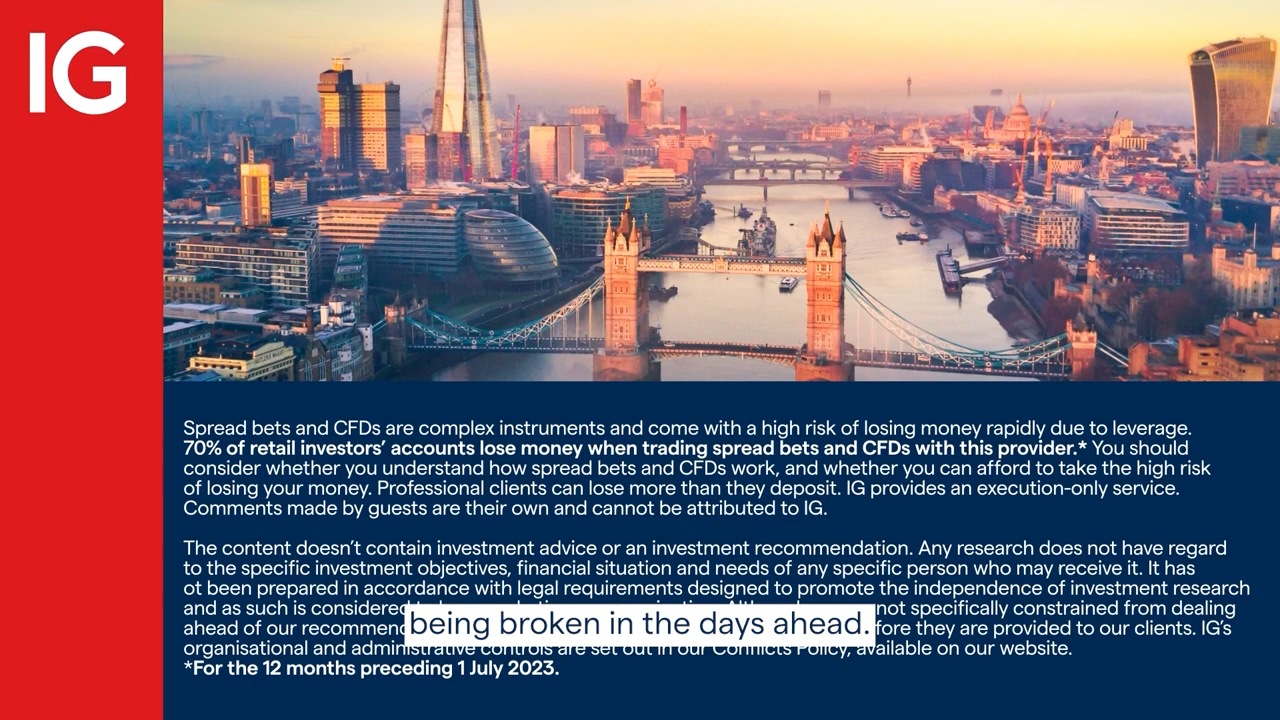 IG
Spread bets and CFDs are complex instruments and come with a high risk of losing money rapidly due to leverage.
70% of retail investors’ accounts lose money when trading spread bets and CFDs with this provider.* You should
consider whether you understand how spread bets and CFDs work, and whether you can afford to take the high risk
of losing your money. Professional clients can lose more than they deposit. IG provides an execution-only service.
Comments made by guests are their own and cannot be attributed to IG.
The content doesn’t contain investment advice or an investment recommendation. Any research does not have regard
to the specific investment objectives, financial situation and needs of any specific person who may receive it. It has
ot been prepared in accordance with legal requirements designed to promote the independence of investment research
and as such is considered not specifically constrained from dealing
ahead of our they are provided to our clients. IG’s
being broken in the days ahead.
organisational and administrative controls are set out in our Conflicts Policy, available on our website.
*For the 12 months preceding 1 July 2023.